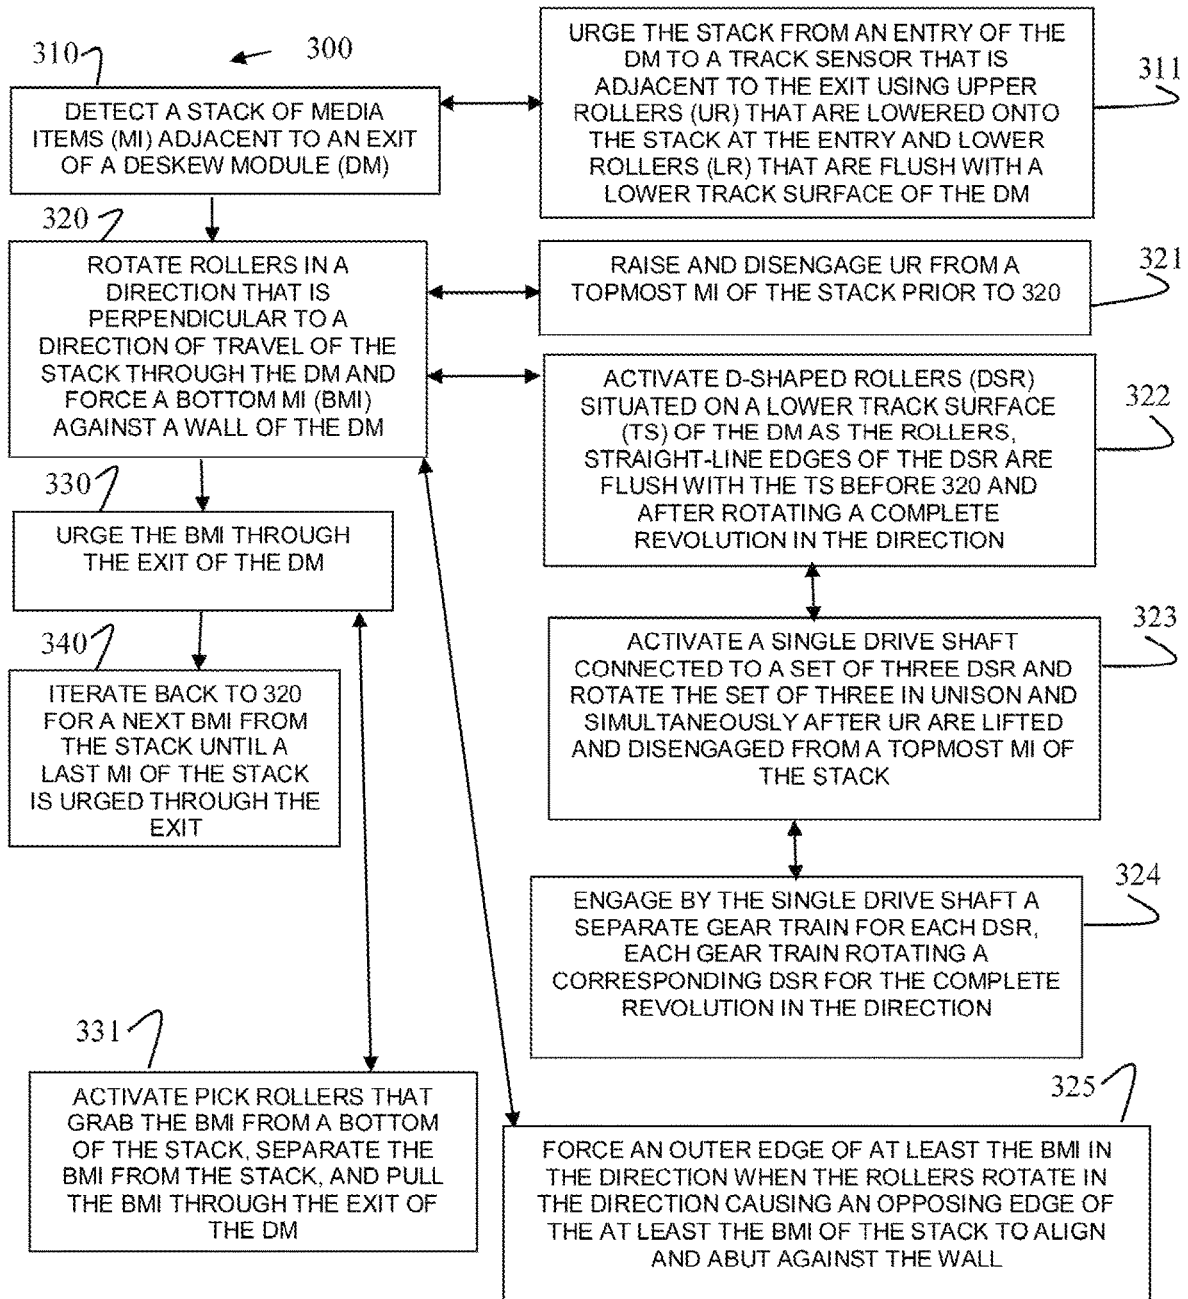 310
300
DETECT A STACK OF MEDIA
ITEMS (MI) ADJACENT TO AN EXIT
OF A DESKEW MODULE (DM)
URGE THE STACK FROM AN ENTRY OF THE
DM TO A TRACK SENSOR THAT IS
ADJACENT TO THE EXIT USING UPPER
ROLLERS (UR) THAT ARE LOWERED ONTO
THE STACK AT THE ENTRY AND LOWER
ROLLERS (LR) THAT ARE FLUSH WITH A
LOWER TRACK SURFACE OF THE DM
311
320
ROTATE ROLLERS IN A
DIRECTION THAT IS
PERPENDICULAR TO A
DIRECTION OF TRAVEL OF THE
STACK THROUGH THE DM AND
FORCE A BOTTOM MI (BMI)
AGAINST A WALL OF THE DM
RAISE AND DISENGAGE UR FROM A
TOPMOST MI OF THE STACK PRIOR TO 320
321
ACTIVATE D-SHAPED ROLLERS (DSR)
SITUATED ON A LOWER TRACK SURFACE
(TS) OF THE DM AS THE ROLLERS,
STRAIGHT-LINE EDGES OF THE DSR ARE
FLUSH WITH THE TS BEFORE 320 AND
AFTER ROTATING A COMPLETE
REVOLUTION IN THE DIRECTION
322
330
URGE THE BMI THROUGH
THE EXIT OF THE DM
340
ITERATE BACK TO 320
FOR A NEXT BMI FROM
THE STACK UNTIL A
LAST MI OF THE STACK
IS URGED THROUGH THE
EXIT
ACTIVATE A SINGLE DRIVE SHAFT
CONNECTED TO A SET OF THREE DSR AND
ROTATE THE SET OF THREE IN UNISON AND
SIMULTANEOUSLY AFTER UR ARE LIFTED
AND DISENGAGED FROM A TOPMOST MI OF
THE STACK
323
ENGAGE BY THE SINGLE DRIVE SHAFT A
SEPARATE GEAR TRAIN FOR EACH DSR,
EACH GEAR TRAIN ROTATING A
CORRESPONDING DSR FOR THE COMPLETE
REVOLUTION IN THE DIRECTION
324
331
ACTIVATE PICK ROLLERS THAT
GRAB THE BMI FROM A BOTTOM
OF THE STACK, SEPARATE THE
BMI FROM THE STACK, AND PULL
THE BMI THROUGH THE EXIT OF
THE DM
325
FORCE AN OUTER EDGE OF AT LEAST THE BMI IN
THE DIRECTION WHEN THE ROLLERS ROTATE IN
THE DIRECTION CAUSING AN OPPOSING EDGE OF
THE AT LEAST THE BMI OF THE STACK TO ALIGN
AND ABUT AGAINST THE WALL